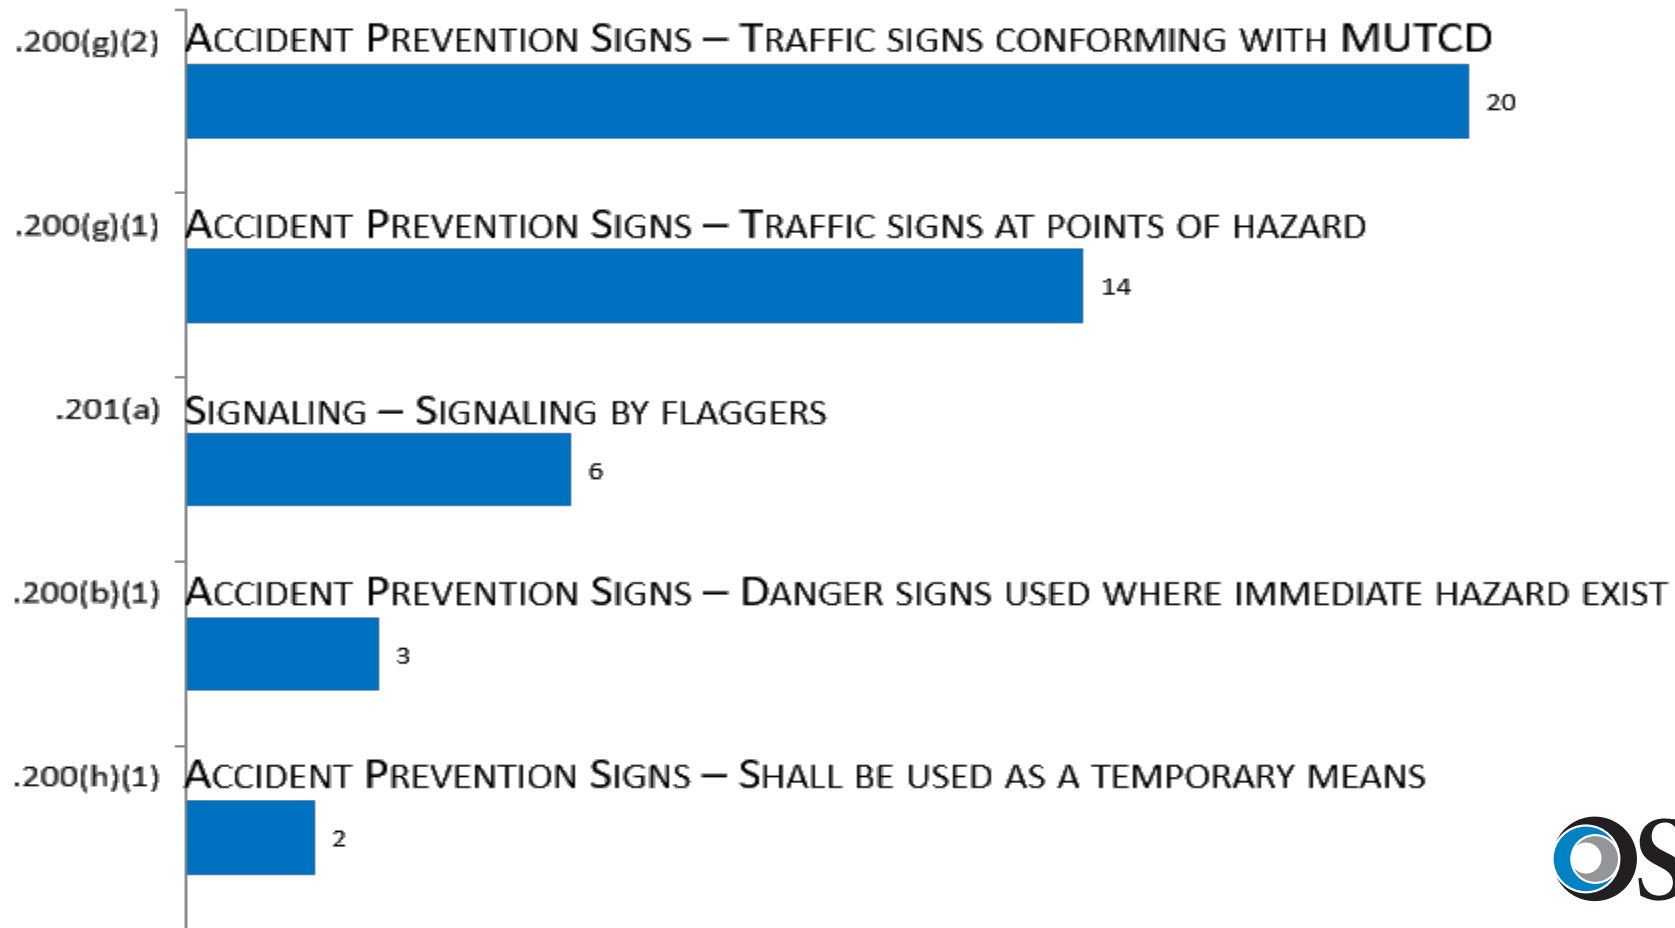 .200(g)(2) Accident Prevention Signs – Traffic signs conforming with MUTCD
20
.200(g)(1) Accident Prevention Signs – Traffic signs at points of hazard
14
.201(a) Signaling – Signaling by flaggers
6
.200(b)(1) Accident Prevention Signs – Danger signs used where immediate hazard exist
3
.200(h)(1) Accident Prevention Signs – Shall be used as a temporary means
2